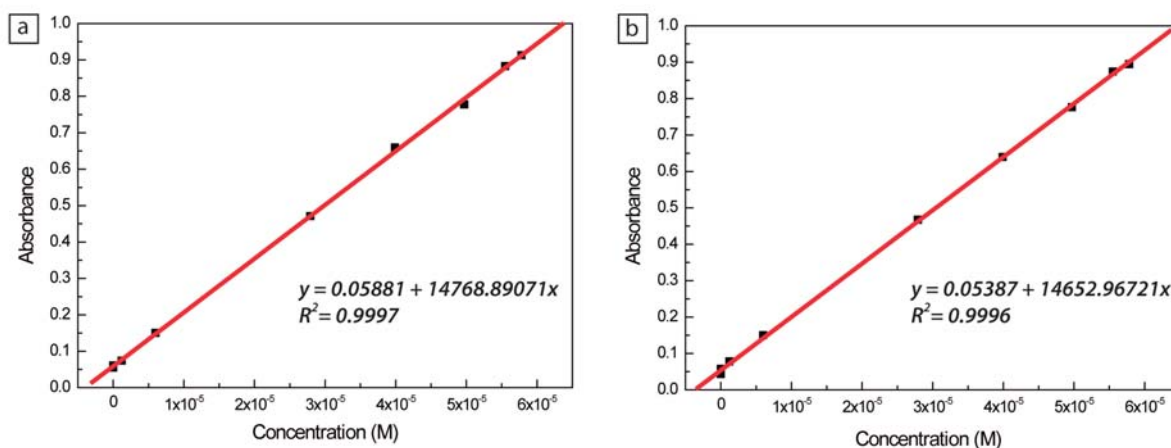 a
1.0
0.9
0.8
0.7
0.6
0.5
0.4
0.3
0.2
0.1
0.0
Absorbance
y = 0.05881 + 14768.89071x
R²= 0.9997
0 1x10⁻⁵ 2x10⁻⁵ 3x10⁻⁵ 4x10⁻⁵ 5x10⁻⁵ 6x10⁻⁵
Concentration (M)
b
1.0
0.9
0.8
0.7
0.6
0.5
0.4
0.3
0.2
0.1
0.0
Absorbance
y = 0.05387 + 14652.96721x
R²= 0.9996
0 1x10⁻⁵ 2x10⁻⁵ 3x10⁻⁵ 4x10⁻⁵ 5x10⁻⁵ 6x10⁻⁵
Concentration (M)